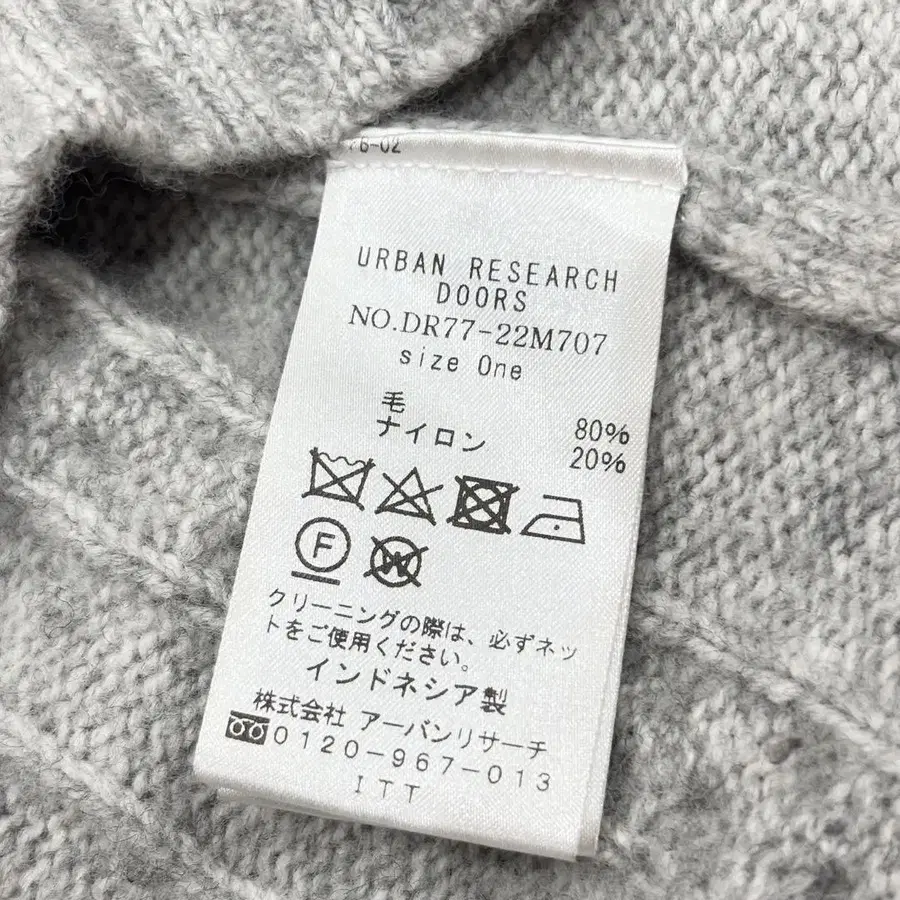 6-02
URBAN RESEARCH
DOORS
NO.DR77-22M707
size One
毛 80%
ナイロン 20%
F
W
クリーニングの際は、必ずネッ
トをご使用ください。
インドネシア製
株式会社 アーバンリサーチ
0120-967-013
ITT